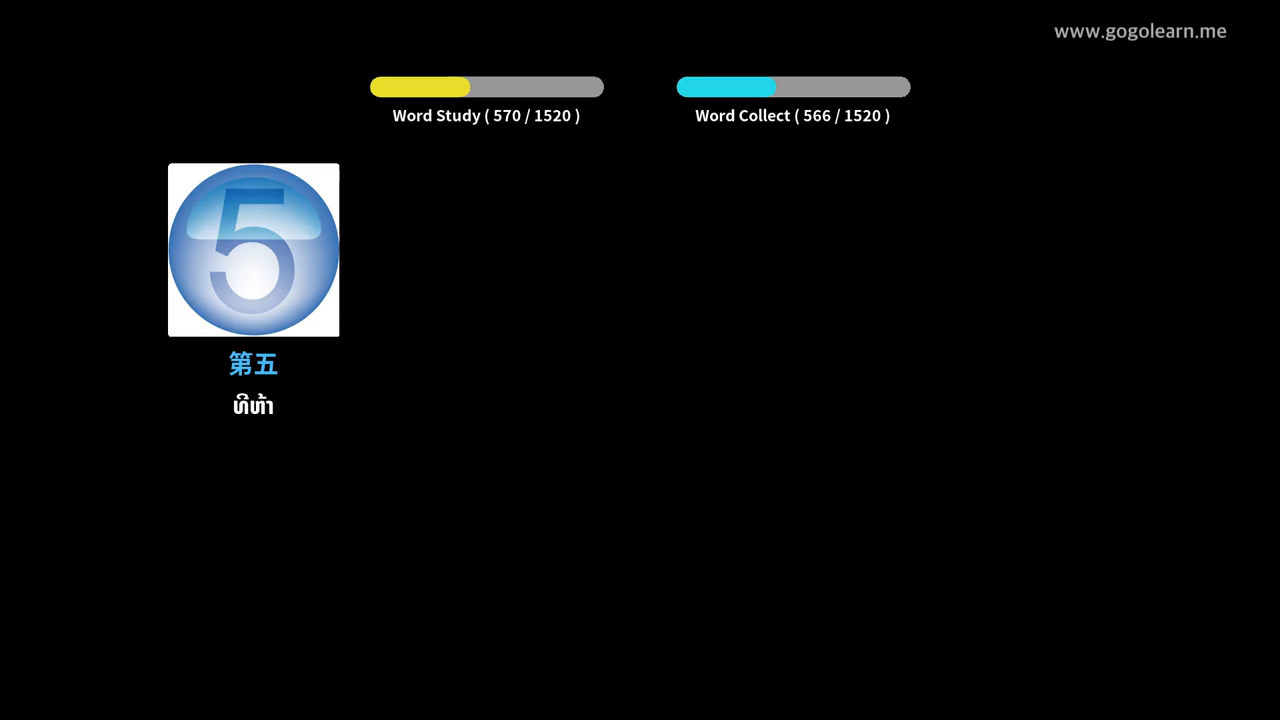 www.gogolearn.me
Word Study ( 570 / 1520 )
Word Collect ( 566 / 1520 )
5
第五
ທີຫ້າ